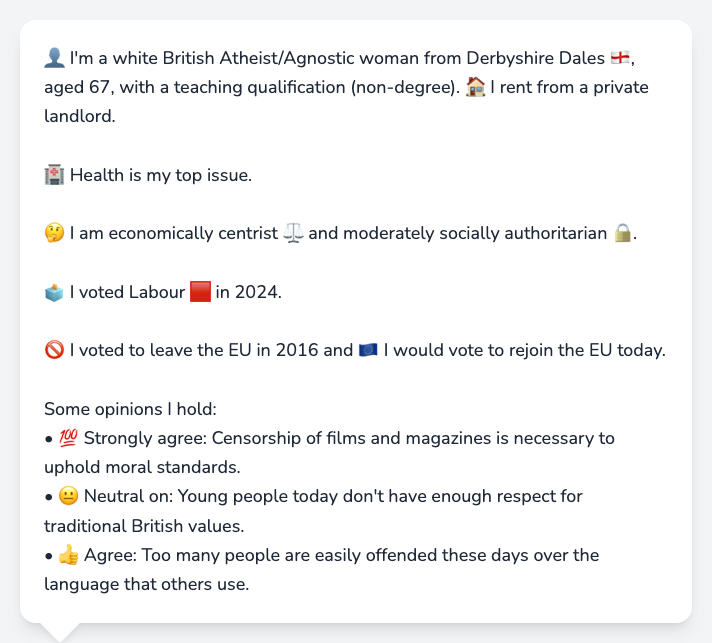 👤 I'm a white British Atheist/Agnostic woman from Derbyshire Dales 🏴󠁧󠁢󠁥󠁮󠁧󠁿,
aged 67, with a teaching qualification (non-degree). 🏠 I rent from a private
landlord.
🏥 Health is my top issue.
🤔 I am economically centrist ⚖️ and moderately socially authoritarian 🔒.
🗳️ I voted Labour 🟥 in 2024.
🚫 I voted to leave the EU in 2016 and 🇪🇺 I would vote to rejoin the EU today.
Some opinions I hold:
• 💯 Strongly agree: Censorship of films and magazines is necessary to
uphold moral standards.
• 😐 Neutral on: Young people today don't have enough respect for
traditional British values.
• 👍 Agree: Too many people are easily offended these days over the
language that others use.